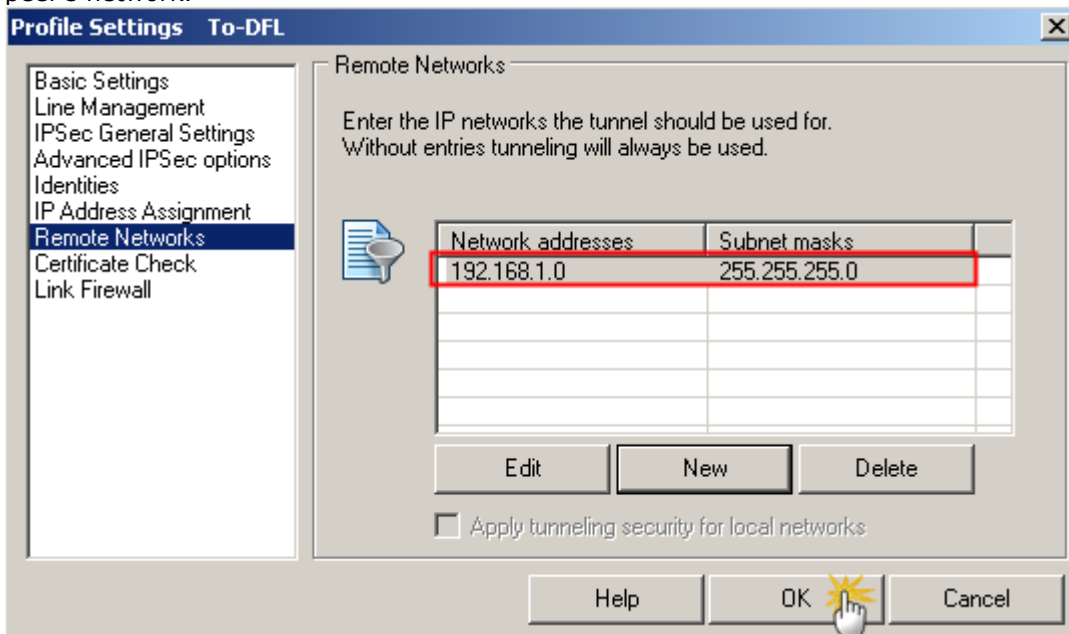 peer's network.
Profile Settings To-DFL
Basic Settings
Line Management
IPSec General Settings
Advanced IPSec options
Identities
IP Address Assignment
Remote Networks
Certificate Check
Link Firewall
Remote Networks
Enter the IP networks the tunnel should be used for.
Without entries tunneling will always be used.
Network addresses Subnet masks
192.168.1.0 255.255.255.0
Edit New Delete
Apply tunneling security for local networks
Help OK Cancel